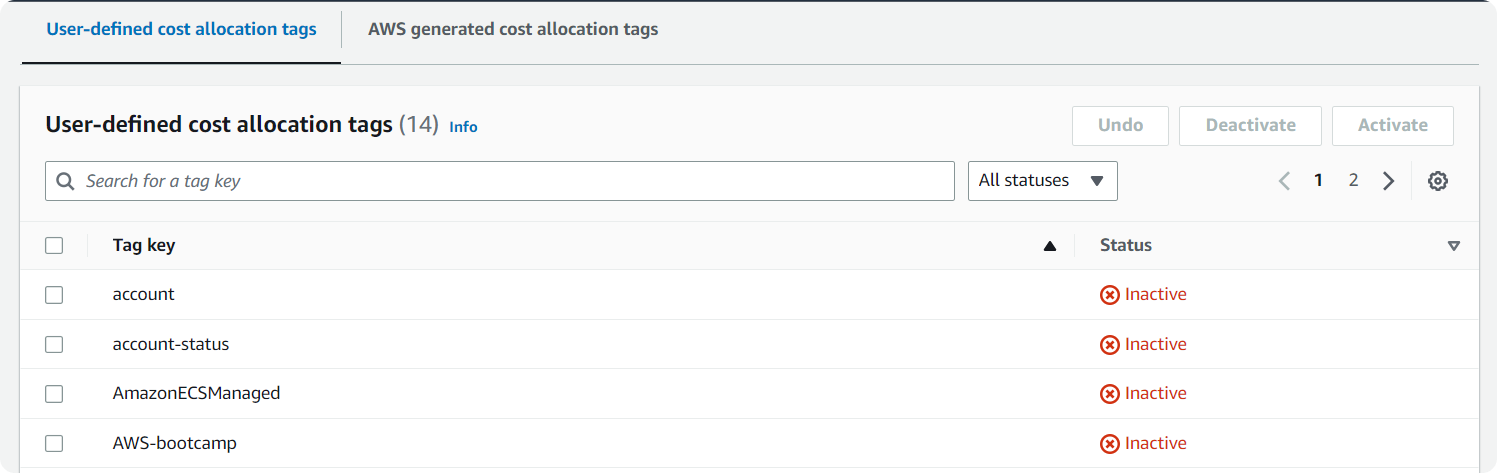 User-defined cost allocation tags AWS generated cost allocation tags
User-defined cost allocation tags (14) Info Undo Deactivate Activate
Search for a tag key All statuses 1 2
Tag key Status
account Inactive
account-status Inactive
AmazonECSManaged Inactive
AWS-bootcamp Inactive